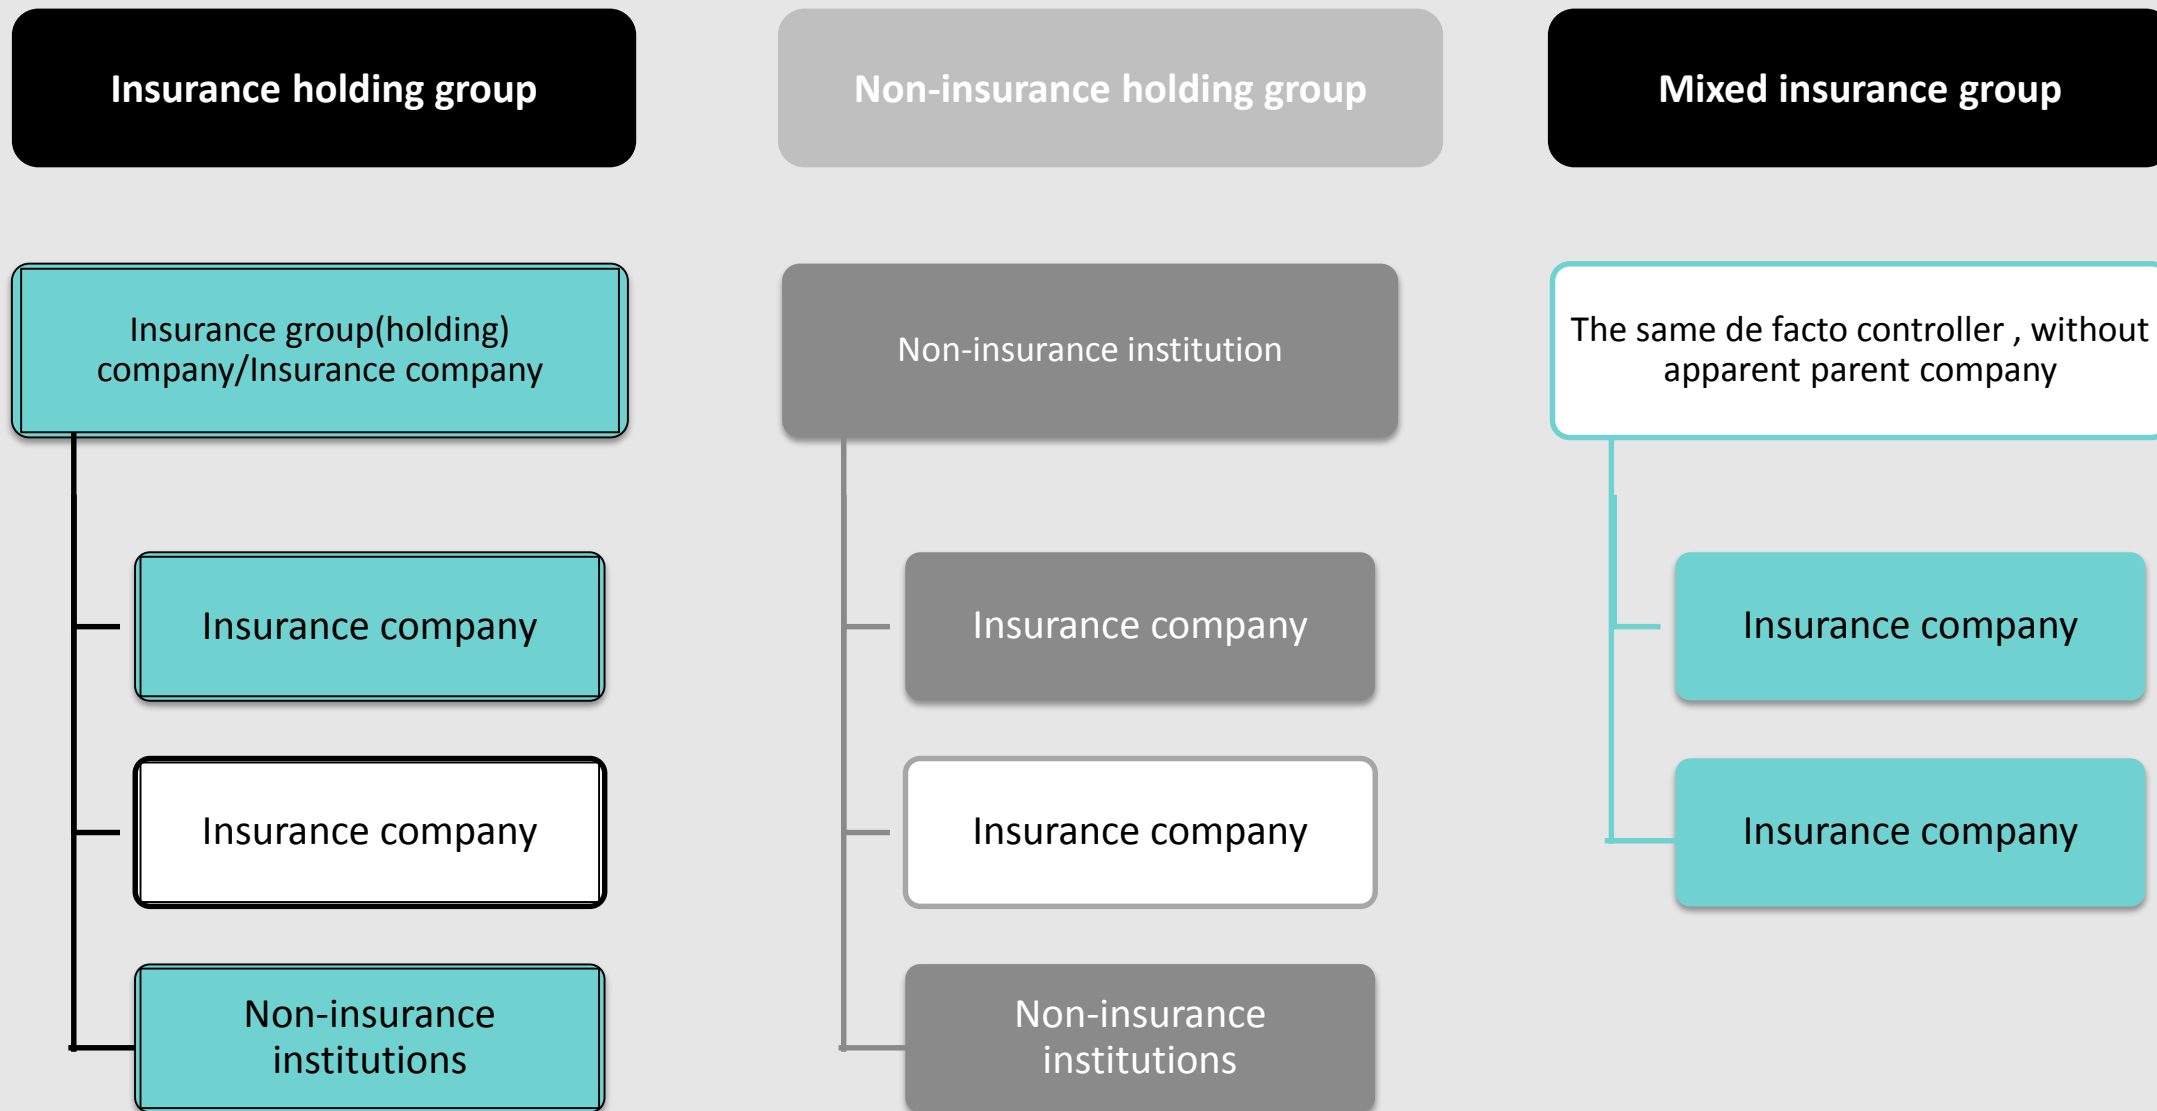 Insurance holding group
Non-insurance holding group
Mixed insurance group
Insurance group(holding)
company/Insurance company
Non-insurance institution
The same de facto controller , without
apparent parent company
Insurance company
Insurance company
Insurance company
Insurance company
Insurance company
Insurance company
Non-insurance
institutions
Non-insurance
institutions